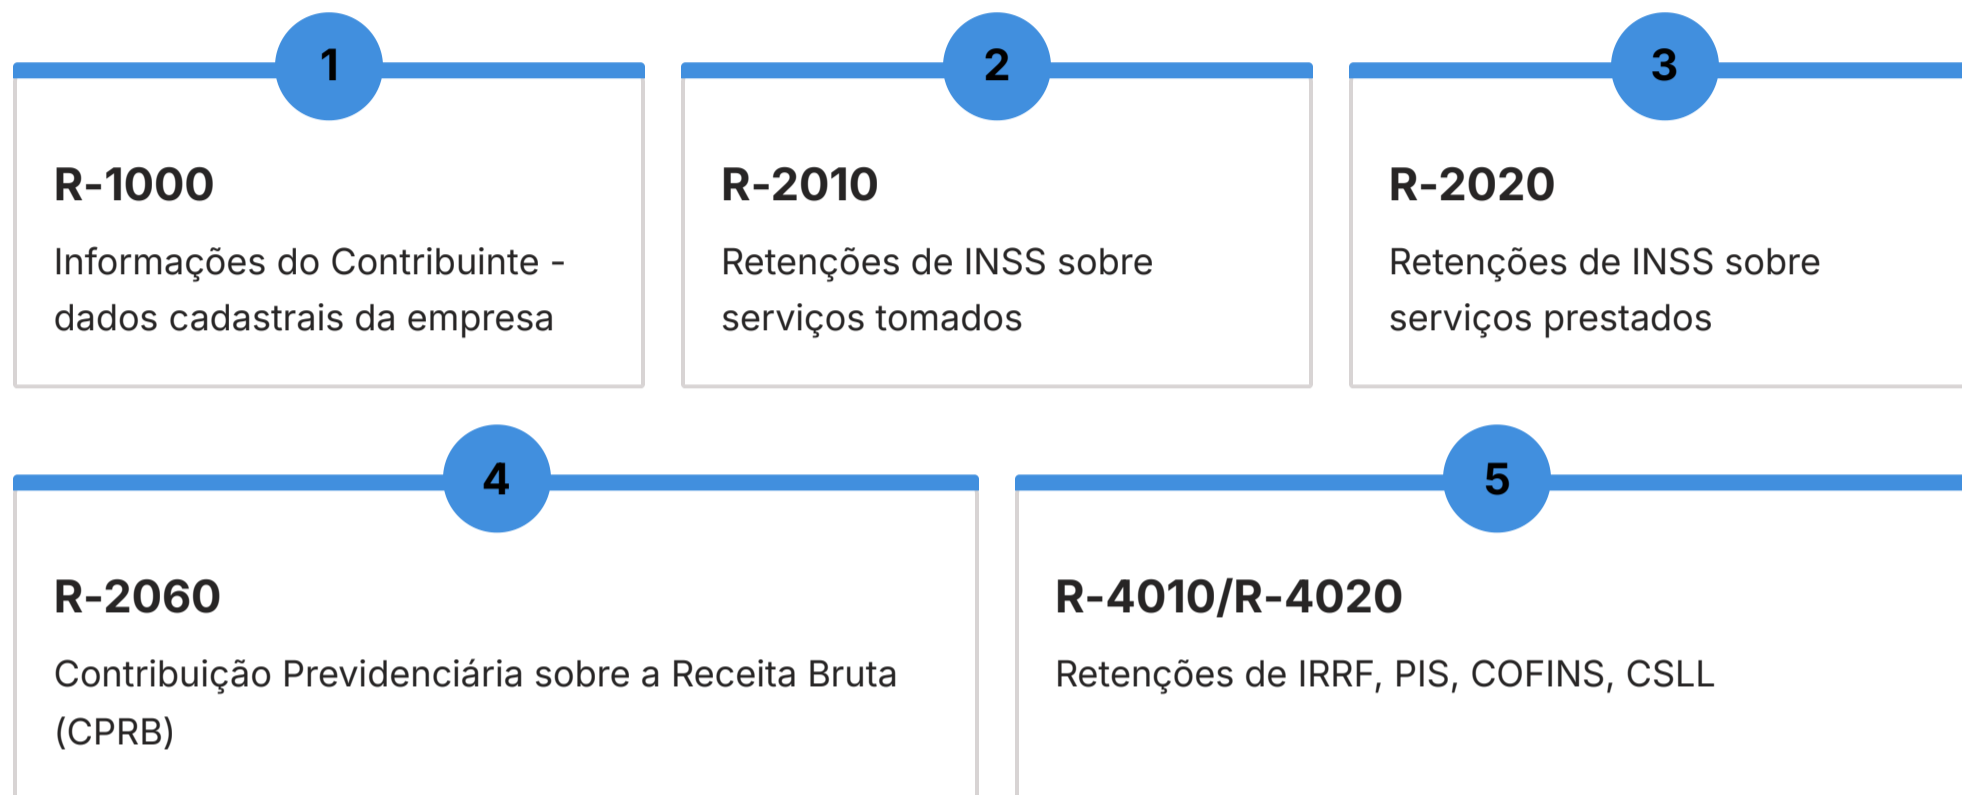 1
R-1000
Informações do Contribuinte -
dados cadastrais da empresa
2
R-2010
Retenções de INSS sobre
serviços tomados
3
R-2020
Retenções de INSS sobre
serviços prestados
4
R-2060
Contribuição Previdenciária sobre a Receita Bruta
(CPRB)
5
R-4010/R-4020
Retenções de IRRF, PIS, COFINS, CSLL